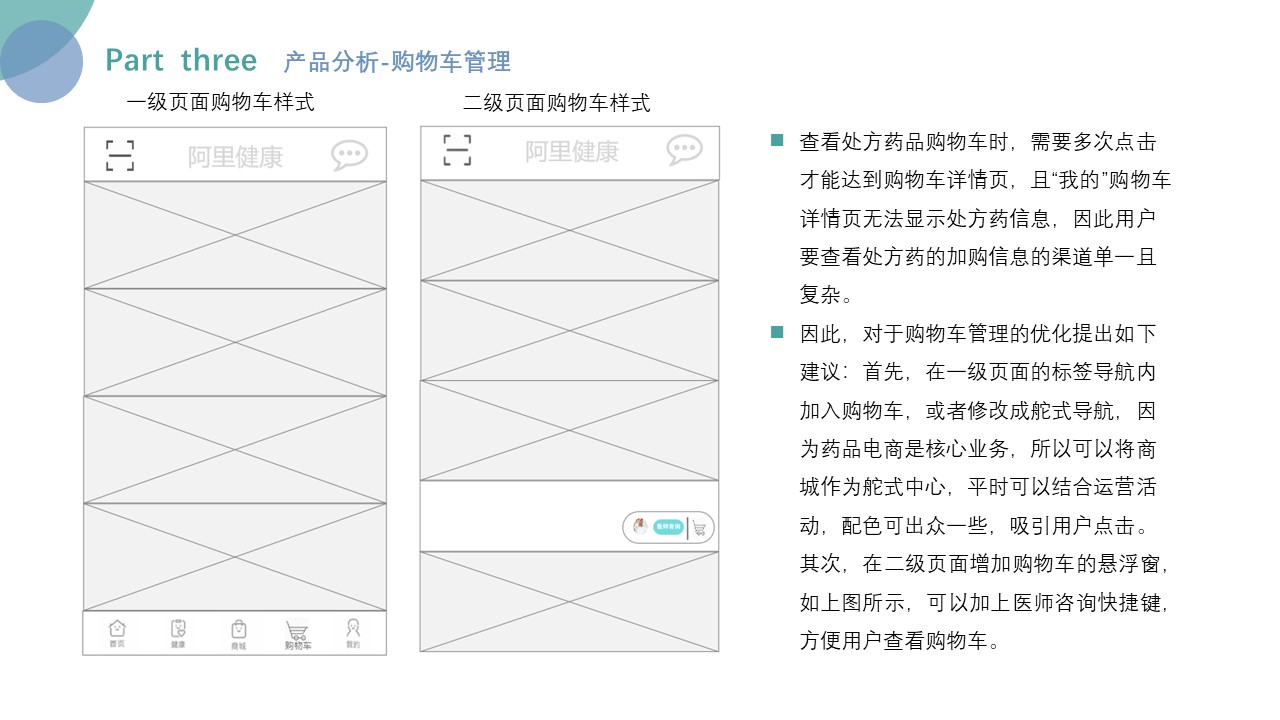 Part three 产品分析-购物车管理
一级页面购物车样式
二级页面购物车样式
阿里健康
首页
健康
商城
购物车
我的
阿里健康
查看处方药品购物车时，需要多次点击
才能达到购物车详情页，且“我的”购物车
详情页无法显示处方药信息，因此用户
要查看处方药的加购信息的渠道单一且
复杂。
因此，对于购物车管理的优化提出如下
建议：首先，在一级页面的标签导航内
加入购物车，或者修改成舵式导航，因
为药品电商是核心业务，所以可以将商
城作为舵式中心，平时可以结合运营活
动，配色可出众一些，吸引用户点击。
其次，在二级页面增加购物车的悬浮窗，
如上图所示，可以加上医师咨询快捷键，
方便用户查看购物车。